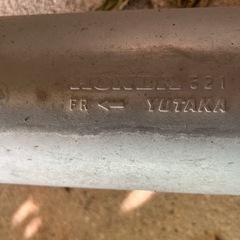 HONDA 521
FR <— YUTAKA